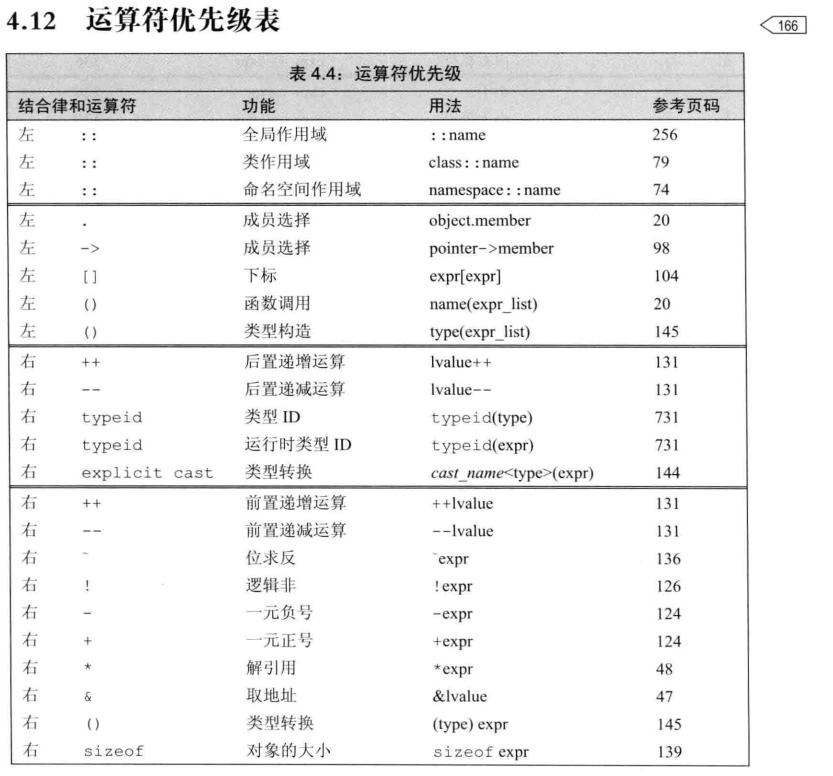 4.12 运算符优先级表
166
表 4.4：运算符优先级
结合律和运算符 功能 用法 参考页码
左 :: 全局作用域 ::name 256
左 :: 类作用域 class::name 79
左 :: 命名空间作用域 namespace::name 74
左 . 成员选择 object.member 20
左 -> 成员选择 pointer->member 98
左 [] 下标 expr[expr] 104
左 () 函数调用 name(expr_list) 20
左 () 类型构造 type(expr_list) 145
右 ++ 后置递增运算 lvalue++ 131
右 -- 后置递减运算 lvalue-- 131
右 typeid 类型 ID typeid(type) 731
右 typeid 运行时类型 ID typeid(expr) 731
右 explicit cast 类型转换 cast_name<type>(expr) 144
右 ++ 前置递增运算 ++lvalue 131
右 -- 前置递减运算 --lvalue 131
右 ~ 位求反 ~expr 136
右 ! 逻辑非 !expr 126
右 - 一元负号 -expr 124
右 + 一元正号 +expr 124
右 * 解引用 *expr 48
右 & 取地址 &lvalue 47
右 () 类型转换 (type) expr 145
右 sizeof 对象的大小 sizeof expr 139